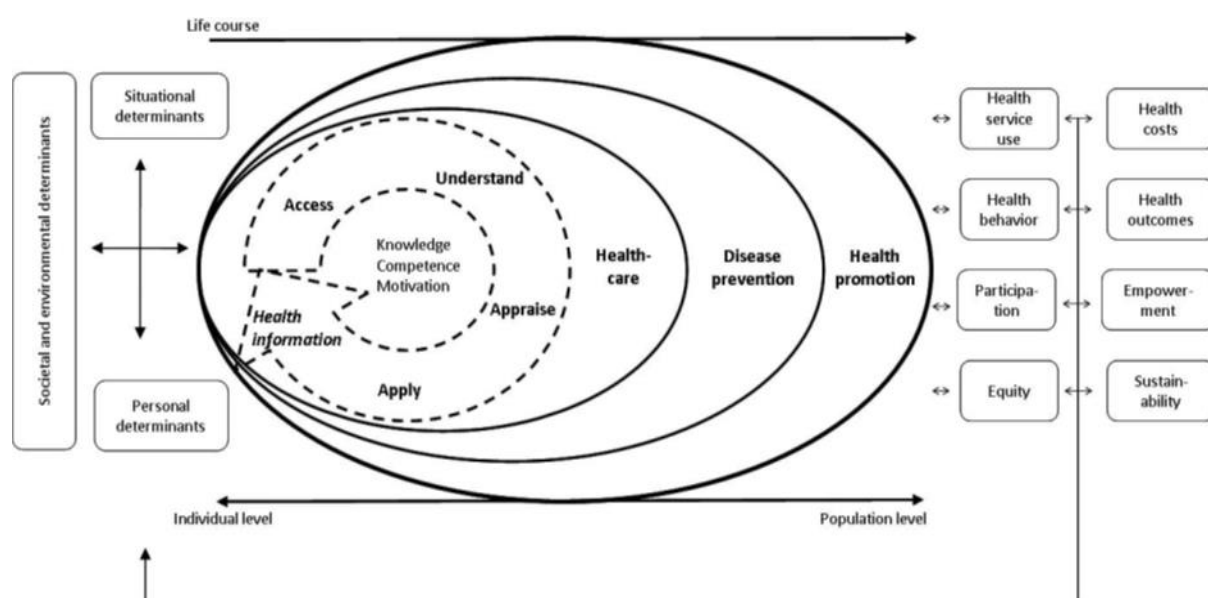 Life course
Societal and environmental determinants
Situational
determinants
Personal
determinants
Access
Understand
Knowledge
Competence
Motivation
Health
information
Appraise
Apply
Health-
care
Disease
prevention
Health
promotion
Health
service
use
Health
costs
Health
behavior
Health
outcomes
Participa-
tion
Empower-
ment
Equity
Sustain-
ability
Individual level
Population level